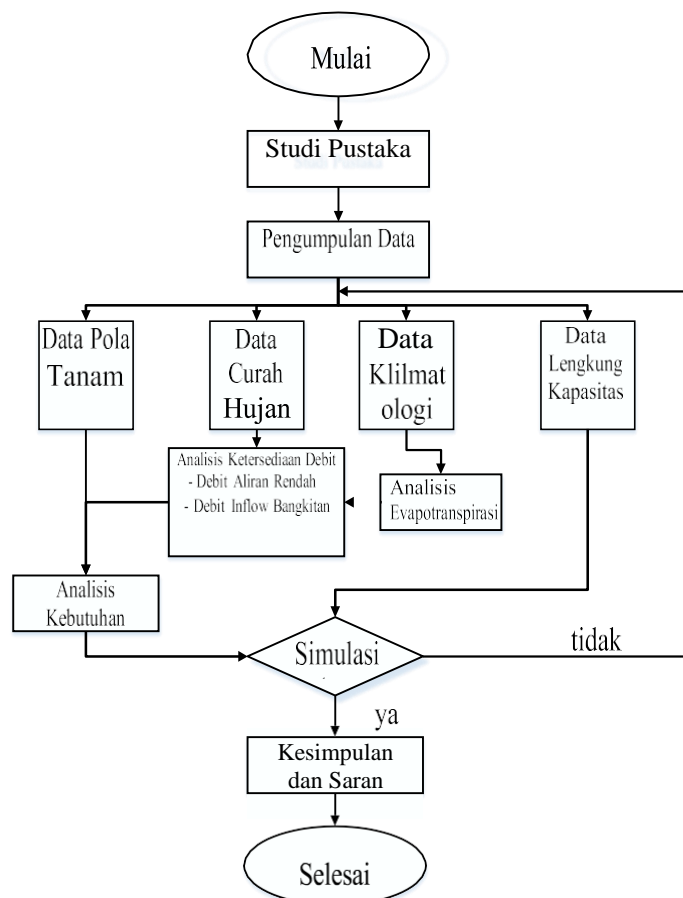 Mulai
Studi Pustaka
Pengumpulan Data
Data Pola
Tanam
Data
Curah
Hujan
Data
Klilmat
ologi
Data
Lengkung
Kapasitas
Analisis Ketersediaan Debit
- Debit Aliran Rendah
- Debit Inflow Bangkitan
Analisis
Evapotranspirasi
Analisis
Kebutuhan
Simulasi
tidak
ya
Kesimpulan
dan Saran
Selesai